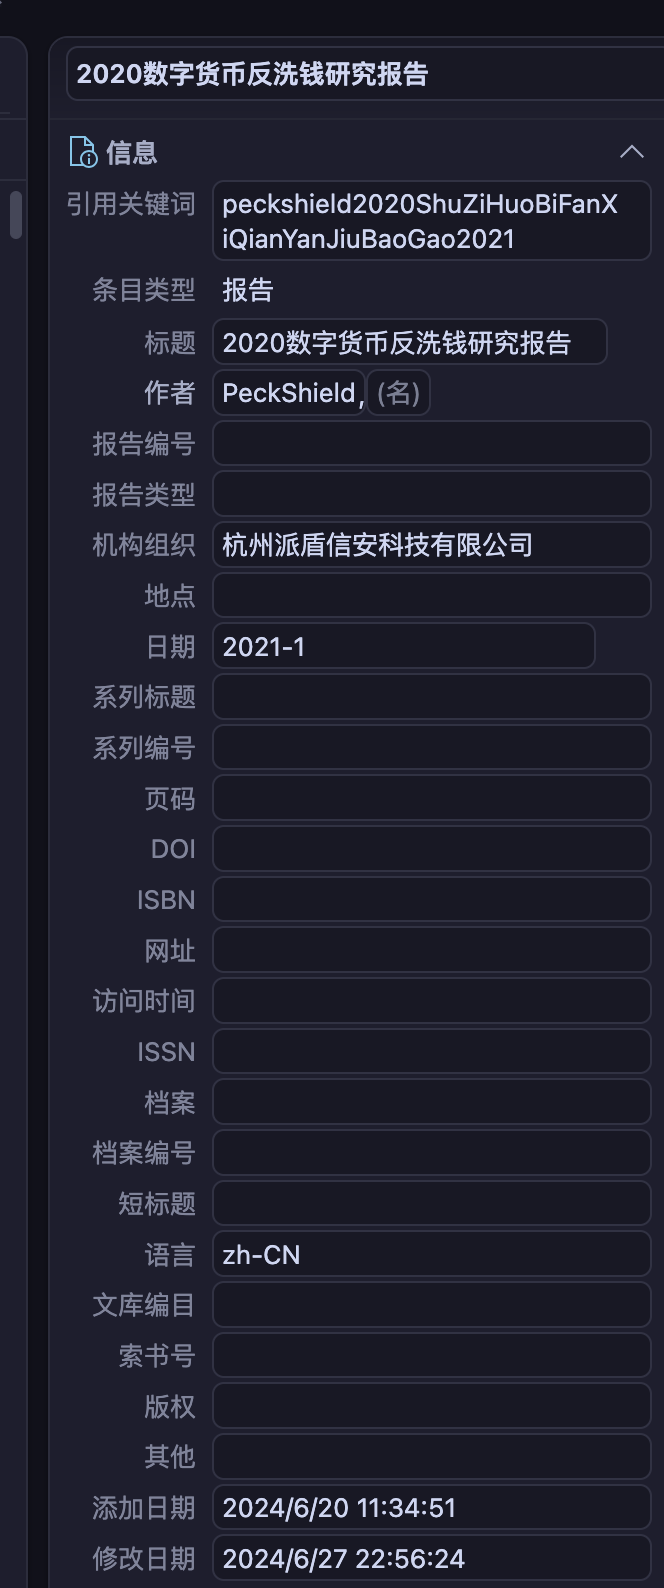 2020数字货币反洗钱研究报告
信息
引用关键词 peckshield2020ShuZiHuoBiFanX
iQianYanJiuBaoGao2021
条目类型 报告
标题 2020数字货币反洗钱研究报告
作者 PeckShield, (名)
报告编号
报告类型
机构组织 杭州派盾信安科技有限公司
地点
日期 2021-1
系列标题
系列编号
页码
DOI
ISBN
网址
访问时间
ISSN
档案
档案编号
短标题
语言 zh-CN
文库编目
索书号
版权
其他
添加日期 2024/6/20 11:34:51
修改日期 2024/6/27 22:56:24